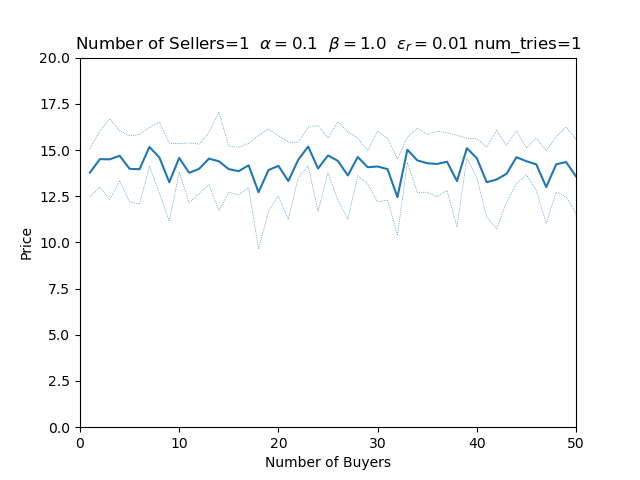 Number of Sellers=1 α = 0.1 β = 1.0 εr = 0.01 num_tries=1
20.0
17.5
15.0
12.5
10.0
7.5
5.0
2.5
0.0
Price
0 10 20 30 40 50
Number of Buyers